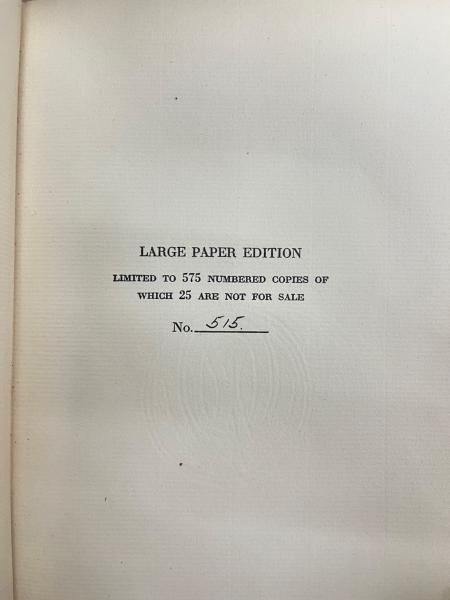 LARGE PAPER EDITION
LIMITED TO 575 NUMBERED COPIES OF
WHICH 25 ARE NOT FOR SALE
No. 515.